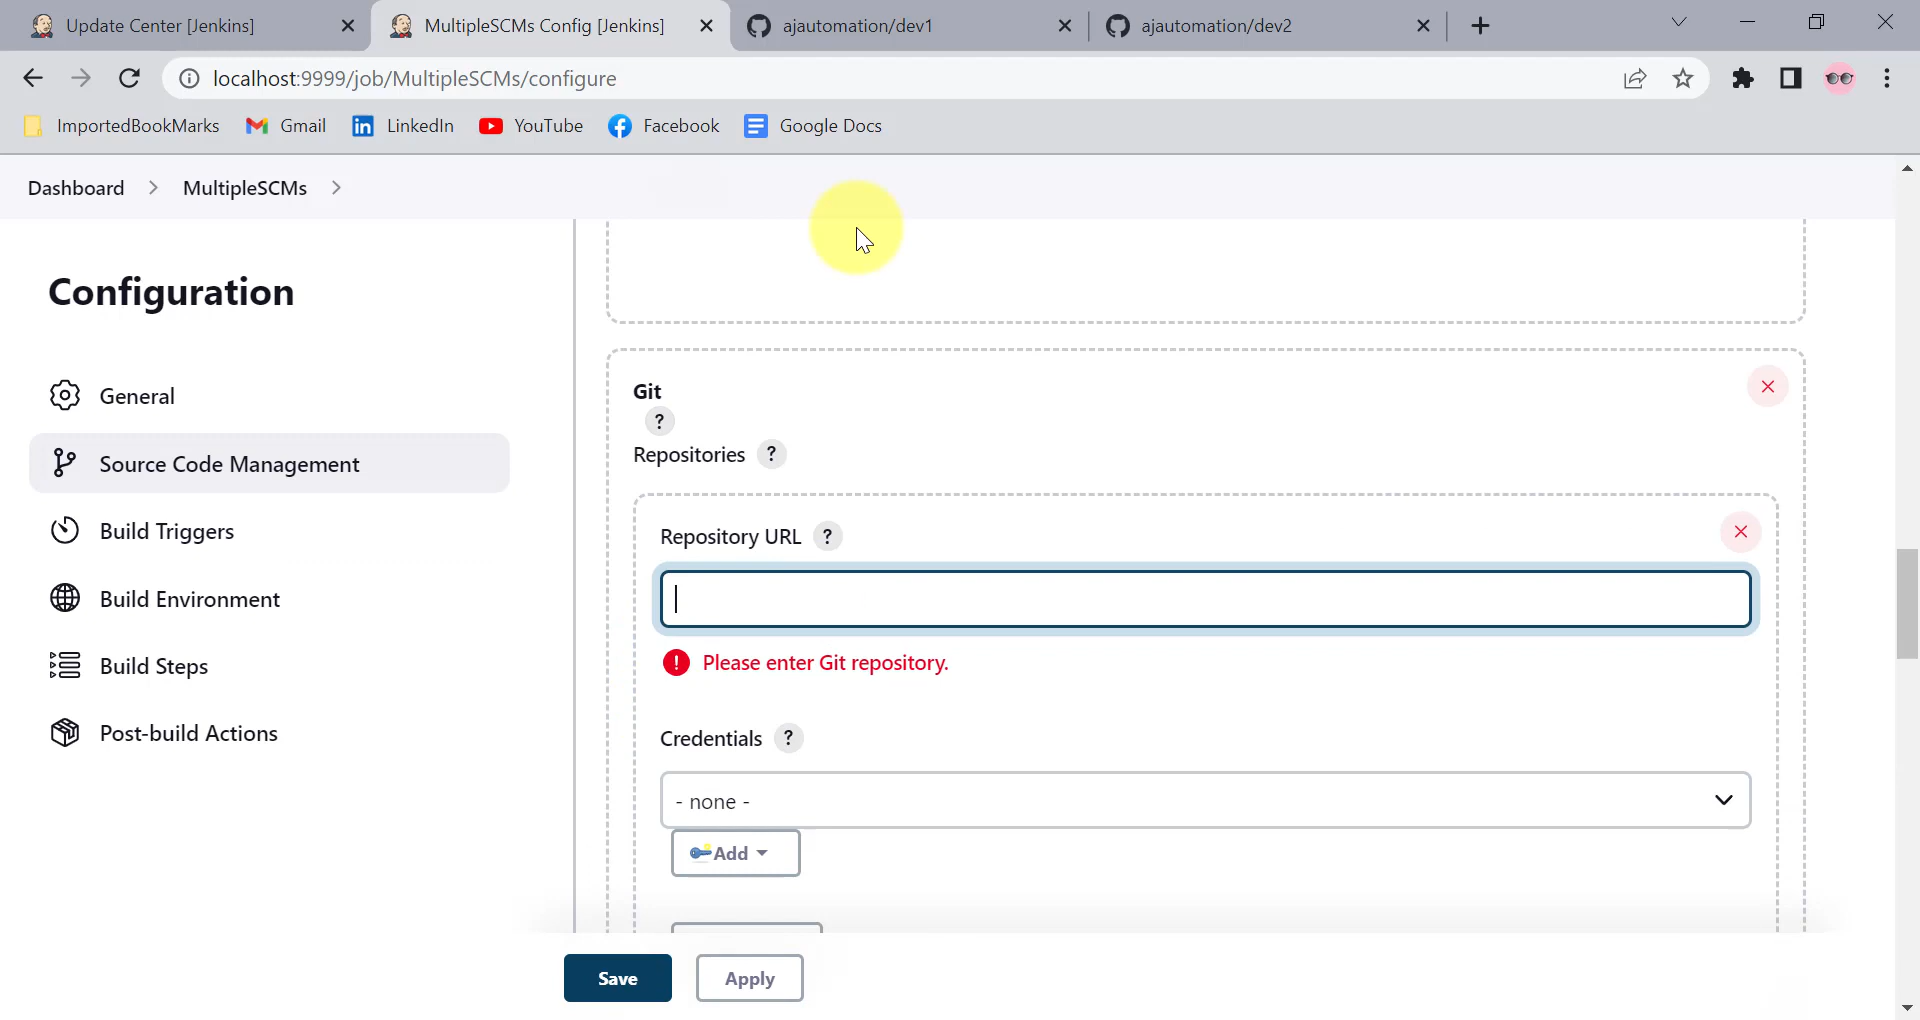 Update Center [Jenkins]
MultipleSCMs Config [Jenkins]
ajautomation/dev1
ajautomation/dev2
localhost:9999/job/MultipleSCMs/configure
ImportedBookMarks
Gmail
LinkedIn
YouTube
Facebook
Google Docs
Dashboard
MultipleSCMs
Configuration
General
Source Code Management
Build Triggers
Build Environment
Build Steps
Post-build Actions
Git
?
Repositories ?
Repository URL ?
Please enter Git repository.
Credentials ?
- none -
Add
Save
Apply